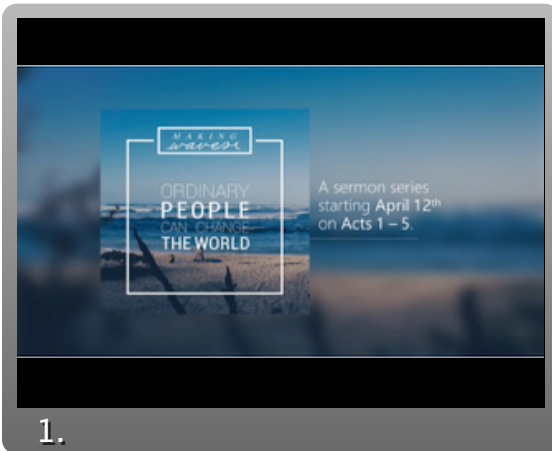 MAKING
waves
ORDINARY
PEOPLE
CAN CHANGE
THE WORLD
A sermon series
starting April 12th
on Acts 1 – 5.
1.